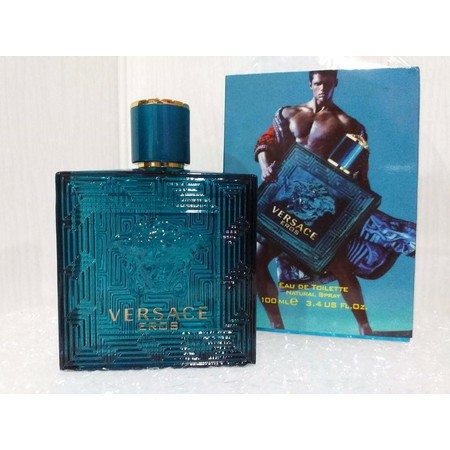 VERSACE
EROS
VERSACE
EROS
EAU DE TOILETTE
NATURAL SPRAY
100 ML℮ 3.4 US FL.OZ.